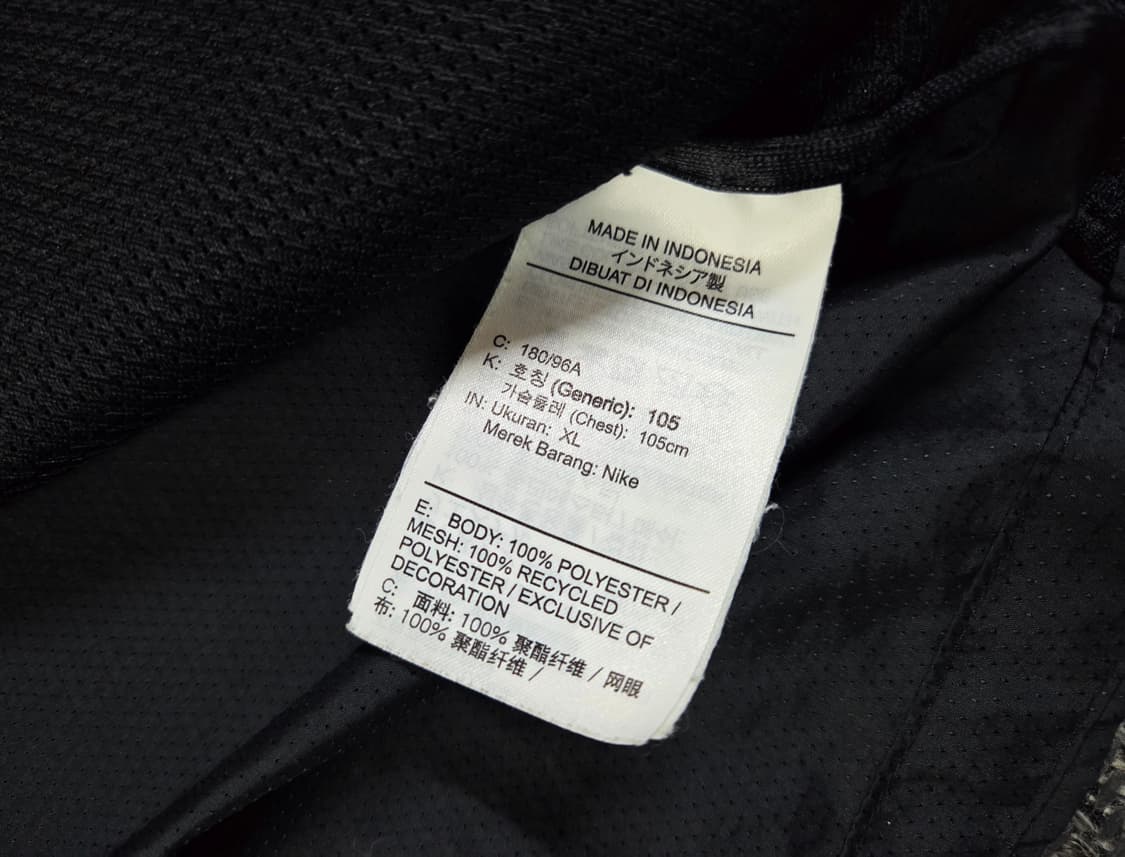 MADE IN INDONESIA
インドネシア製
DIBUAT DI INDONESIA
C: 180/96A
K: 호칭 (Generic): 105
가슴둘레 (Chest): 105cm
IN: Ukuran: XL
Merek Barang: Nike
E: BODY: 100% POLYESTER /
MESH: 100% RECYCLED
POLYESTER / EXCLUSIVE OF
DECORATION
C: 面料: 100% 聚酯纤维 / 网眼
布: 100% 聚酯纤维 /